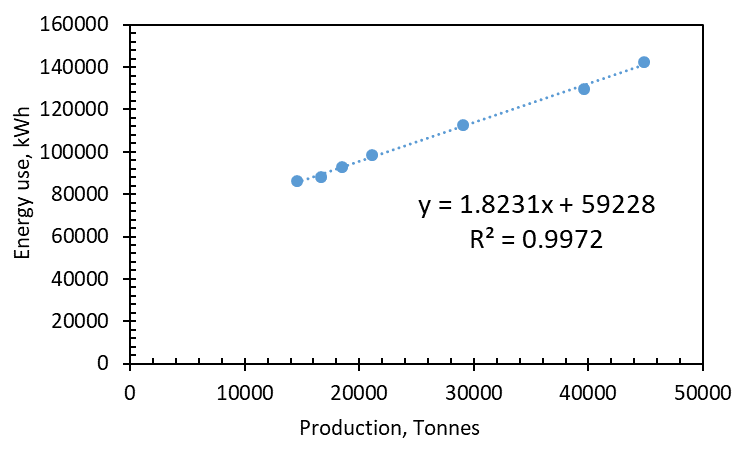 160000
140000
120000
100000
80000
60000
40000
20000
0
Energy use, kWh
y = 1.8231x + 59228
R² = 0.9972
0 10000 20000 30000 40000 50000
Production, Tonnes